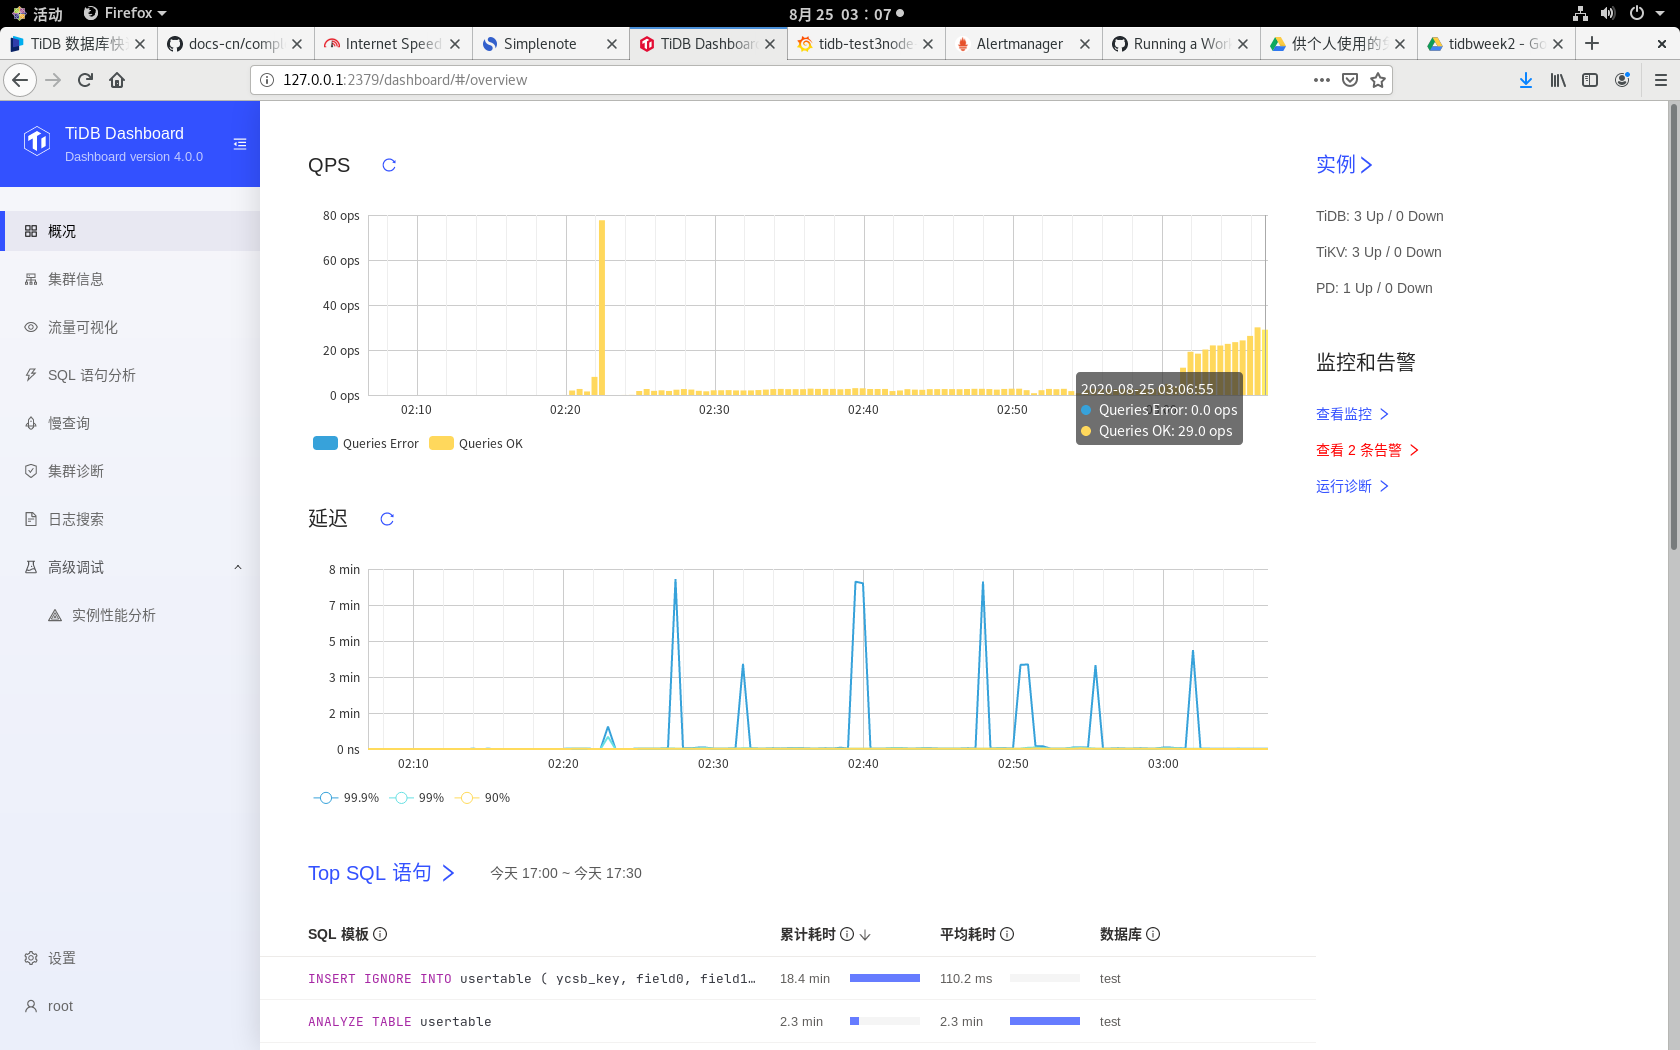 活动 Firefox 8月 25 03：07
TiDB 数据库快 docs-cn/compl Internet Speed Simplenote TiDB Dashboard tidb-test3node Alertmanager Running a Wor 供个人使用的 tidbweek2 - Go
127.0.0.1:2379/dashboard/#/overview
TiDB Dashboard
Dashboard version 4.0.0
概况
集群信息
流量可视化
SQL 语句分析
慢查询
集群诊断
日志搜索
高级调试
实例性能分析
设置
root
QPS
80 ops
60 ops
40 ops
20 ops
0 ops
02:10 02:20 02:30 02:40 02:50
2020-08-25 03:06:55
Queries Error: 0.0 ops
Queries OK: 29.0 ops
Queries Error Queries OK
延迟
8 min
7 min
5 min
3 min
2 min
0 ns
02:10 02:20 02:30 02:40 02:50 03:00
99.9% 99% 90%
Top SQL 语句 今天 17:00 ~ 今天 17:30
SQL 模板 累计耗时 平均耗时 数据库
INSERT IGNORE INTO usertable ( ycsb_key, field0, field1… 18.4 min 110.2 ms test
ANALYZE TABLE usertable 2.3 min 2.3 min test
实例
TiDB: 3 Up / 0 Down
TiKV: 3 Up / 0 Down
PD: 1 Up / 0 Down
监控和告警
查看监控
查看 2 条告警
运行诊断